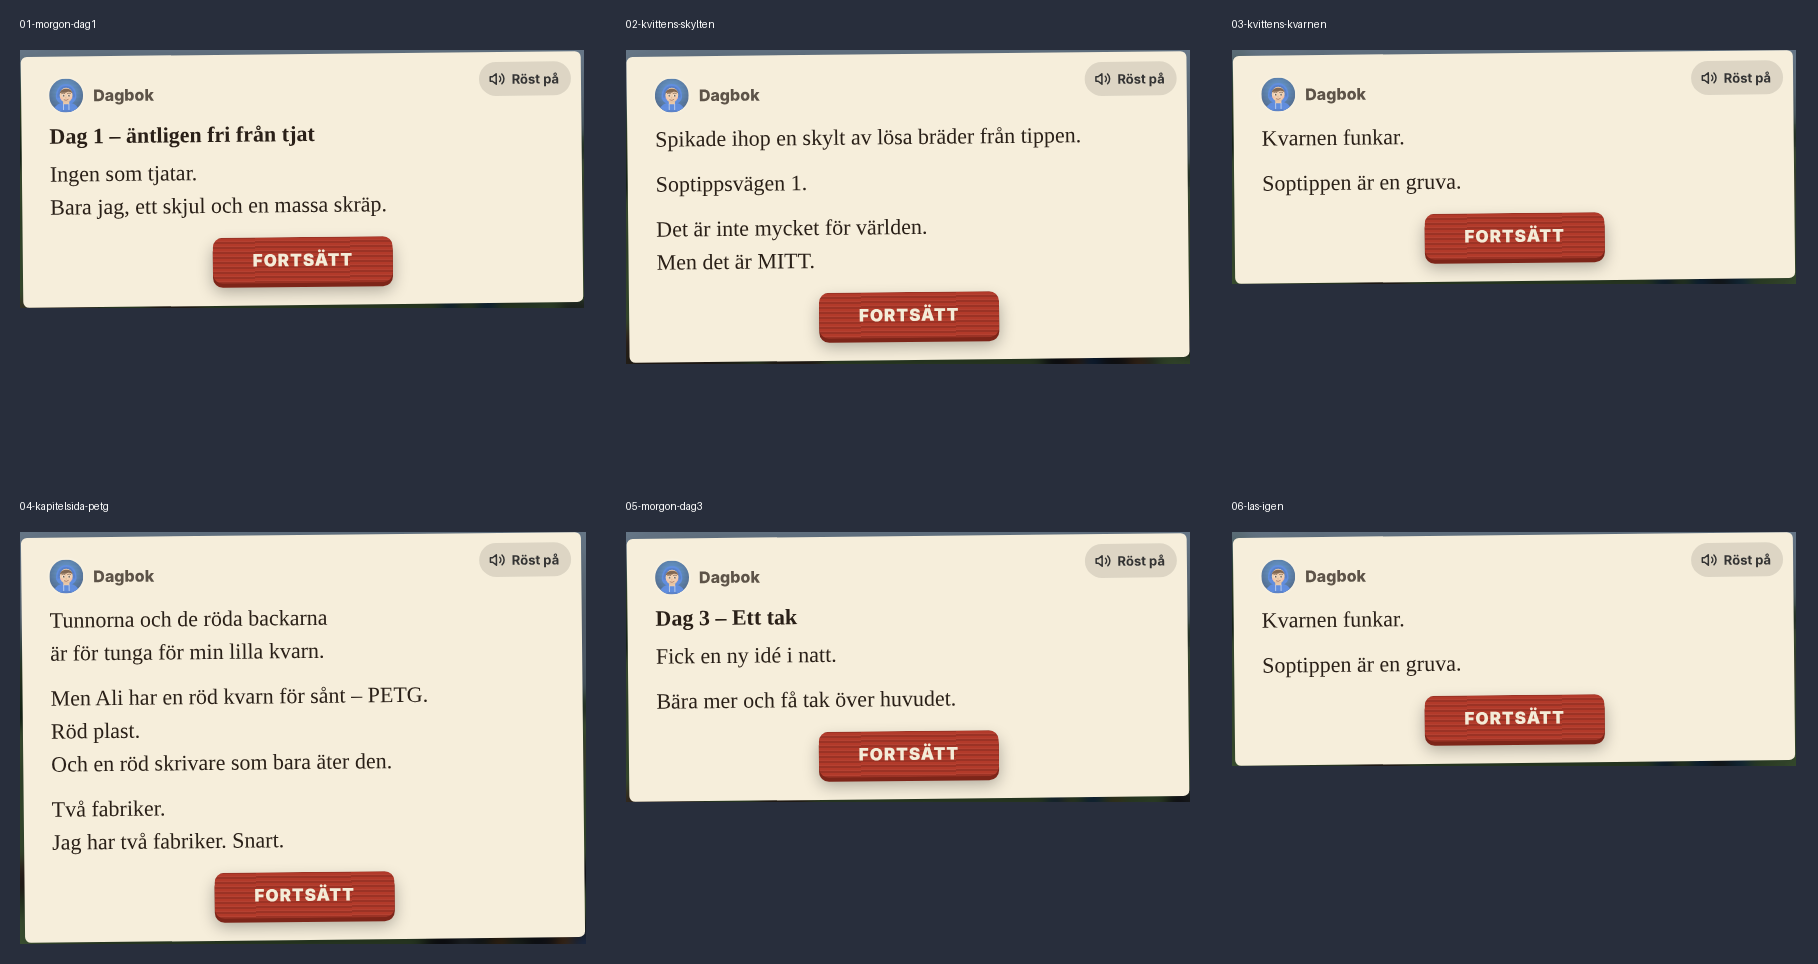 01-morgon-dag1
Röst på
Dagbok
Dag 1 – äntligen fri från tjat
Ingen som tjatar.
Bara jag, ett skjul och en massa skräp.
FORTSÄTT
02-kvittens-skylten
Röst på
Dagbok
Spikade ihop en skylt av lösa bräder från tippen.
Soptippsvägen 1.
Det är inte mycket för världen.
Men det är MITT.
FORTSÄTT
03-kvittens-kvarnen
Röst på
Dagbok
Kvarnen funkar.
Soptippen är en gruva.
FORTSÄTT
04-kapitelsida-petg
Röst på
Dagbok
Tunnorna och de röda backarna
är för tunga för min lilla kvarn.
Men Ali har en röd kvarn för sånt – PETG.
Röd plast.
Och en röd skrivare som bara äter den.
Två fabriker.
Jag har två fabriker. Snart.
FORTSÄTT
05-morgon-dag3
Röst på
Dagbok
Dag 3 – Ett tak
Fick en ny idé i natt.
Bära mer och få tak över huvudet.
FORTSÄTT
06-las-igen
Röst på
Dagbok
Kvarnen funkar.
Soptippen är en gruva.
FORTSÄTT